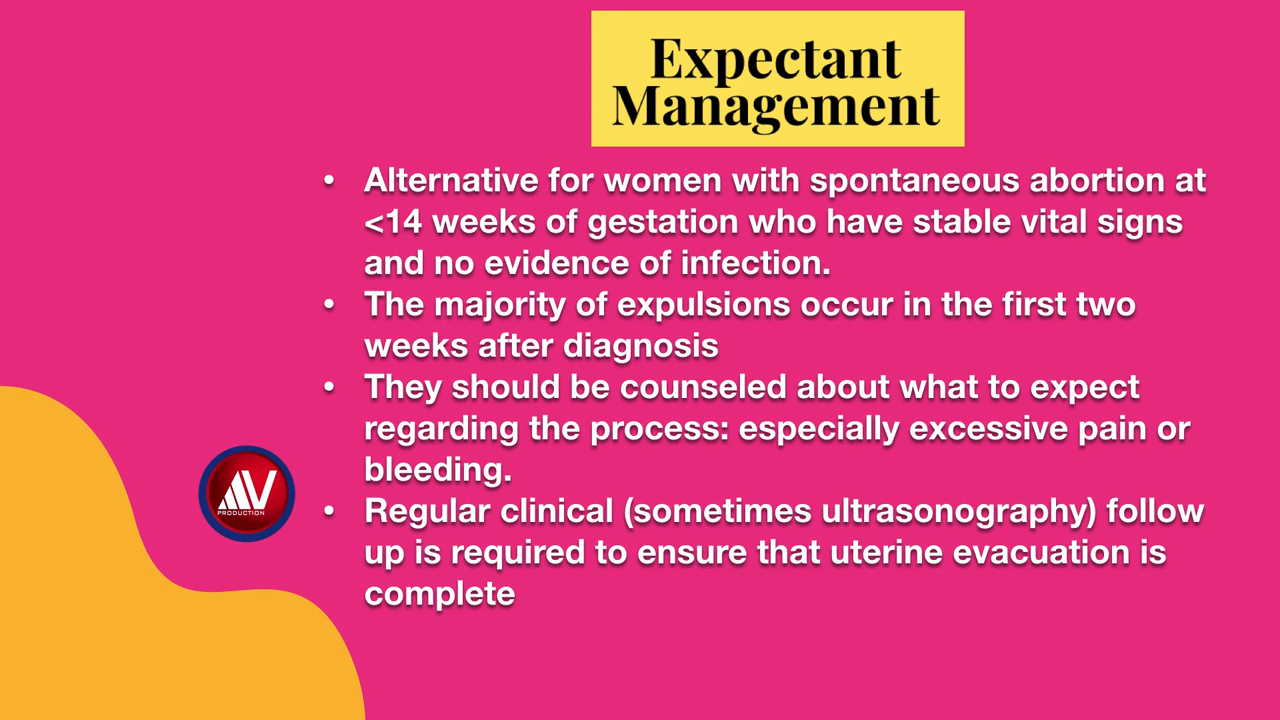 Expectant
Management
• Alternative for women with spontaneous abortion at
<14 weeks of gestation who have stable vital signs
and no evidence of infection.
• The majority of expulsions occur in the first two
weeks after diagnosis
• They should be counseled about what to expect
regarding the process: especially excessive pain or
bleeding.
• Regular clinical (sometimes ultrasonography) follow
up is required to ensure that uterine evacuation is
complete
AV
PRODUCTION